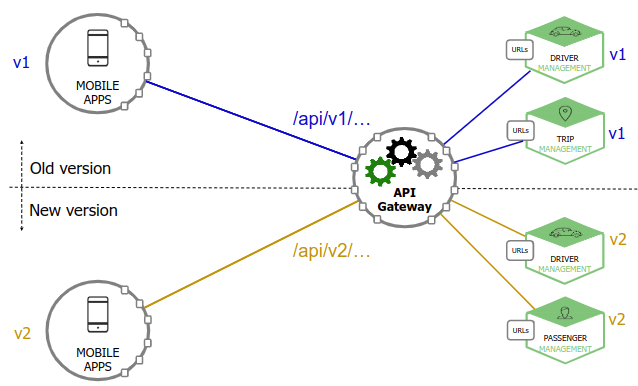 v1
MOBILE
APPS
/api/v1/...
URLs
DRIVER
MANAGEMENT
v1
URLs
TRIP
MANAGEMENT
v1
Old version
API
Gateway
New version
/api/v2/...
v2
MOBILE
APPS
URLs
DRIVER
MANAGEMENT
v2
URLs
PASSENGER
MANAGEMENT
v2